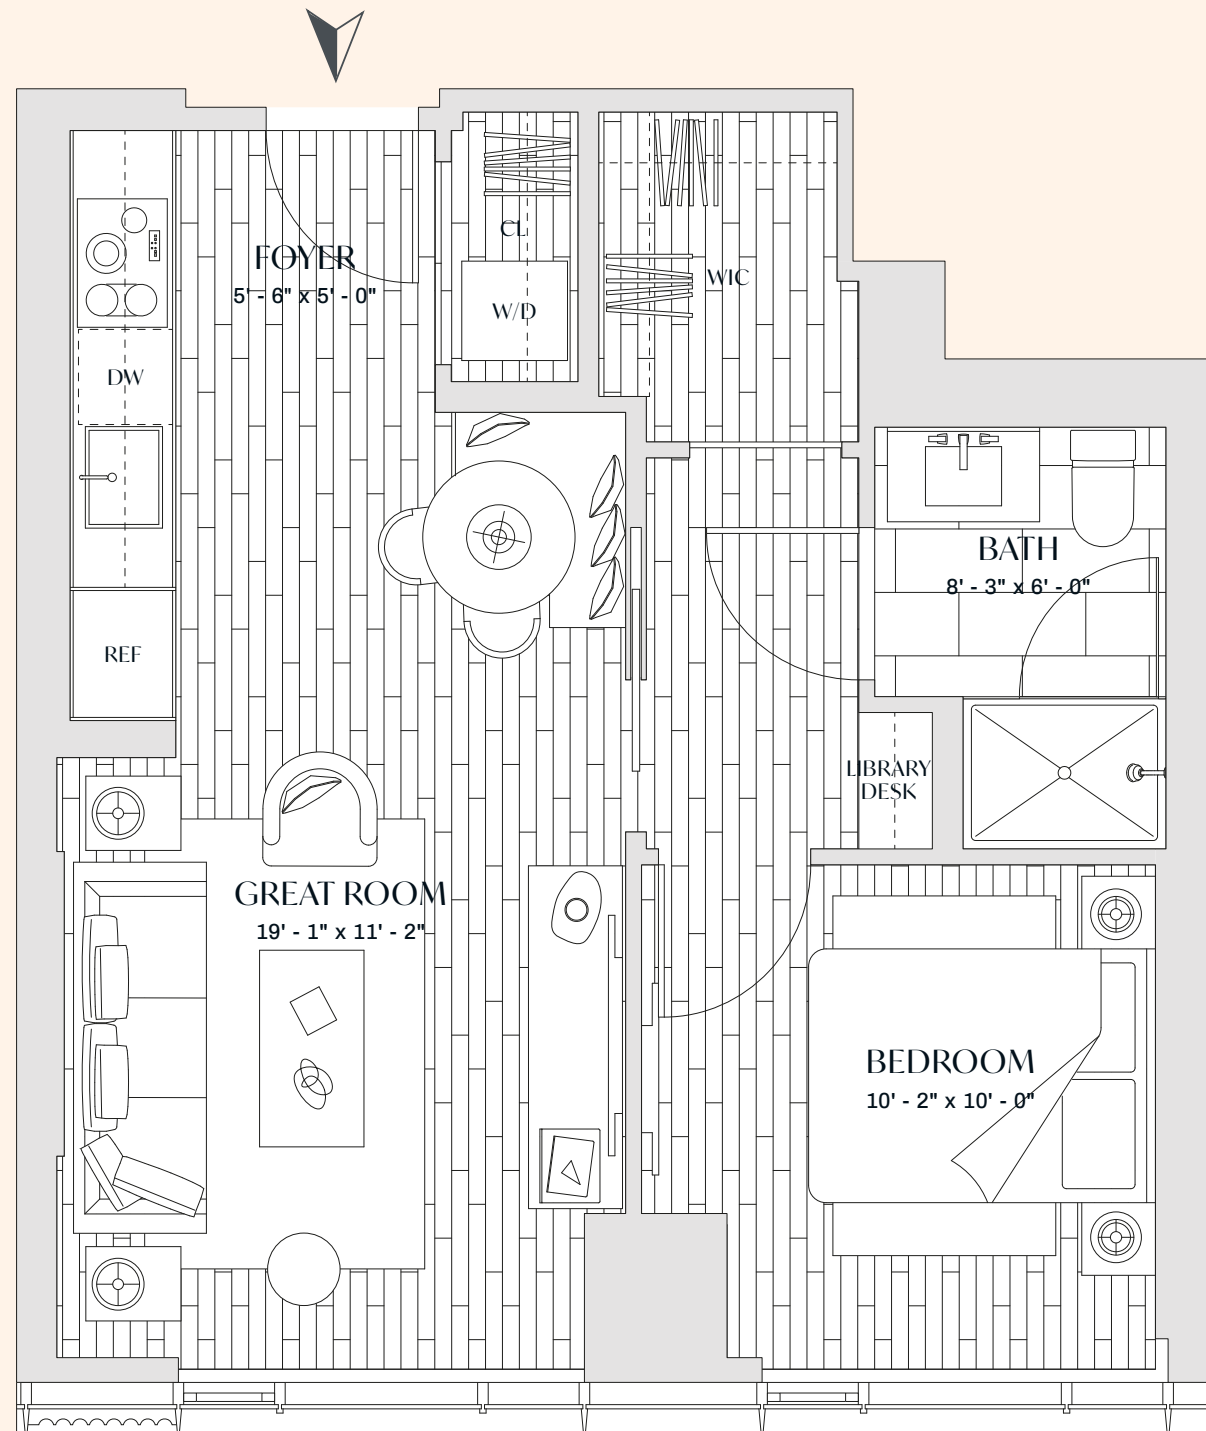 CL
FOYER
5' - 6" x 5' - 0"
WIC
W/D
DW
BATH
8' - 3" x 6' - 0"
REF
LIBRARY
DESK
GREAT ROOM
19' - 1" x 11' - 2"
BEDROOM
10' - 2" x 10' - 0"